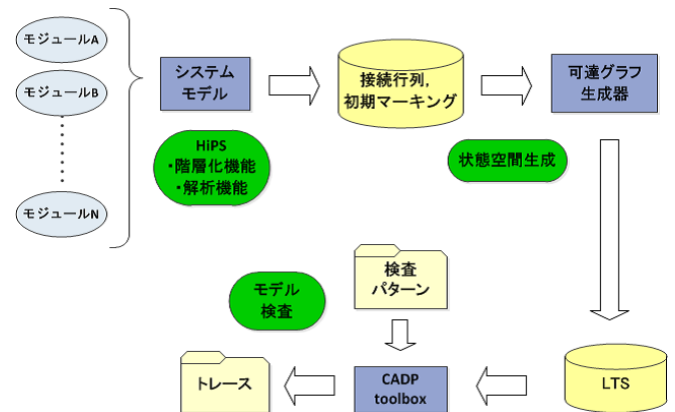 モジュールA
モジュールB
モジュールN
システム
モデル
HiPS
・階層化機能
・解析機能
接続行列,
初期マーキング
可達グラフ
生成器
状態空間生成
検査
パターン
モデル
検査
トレース
CADP
toolbox
LTS